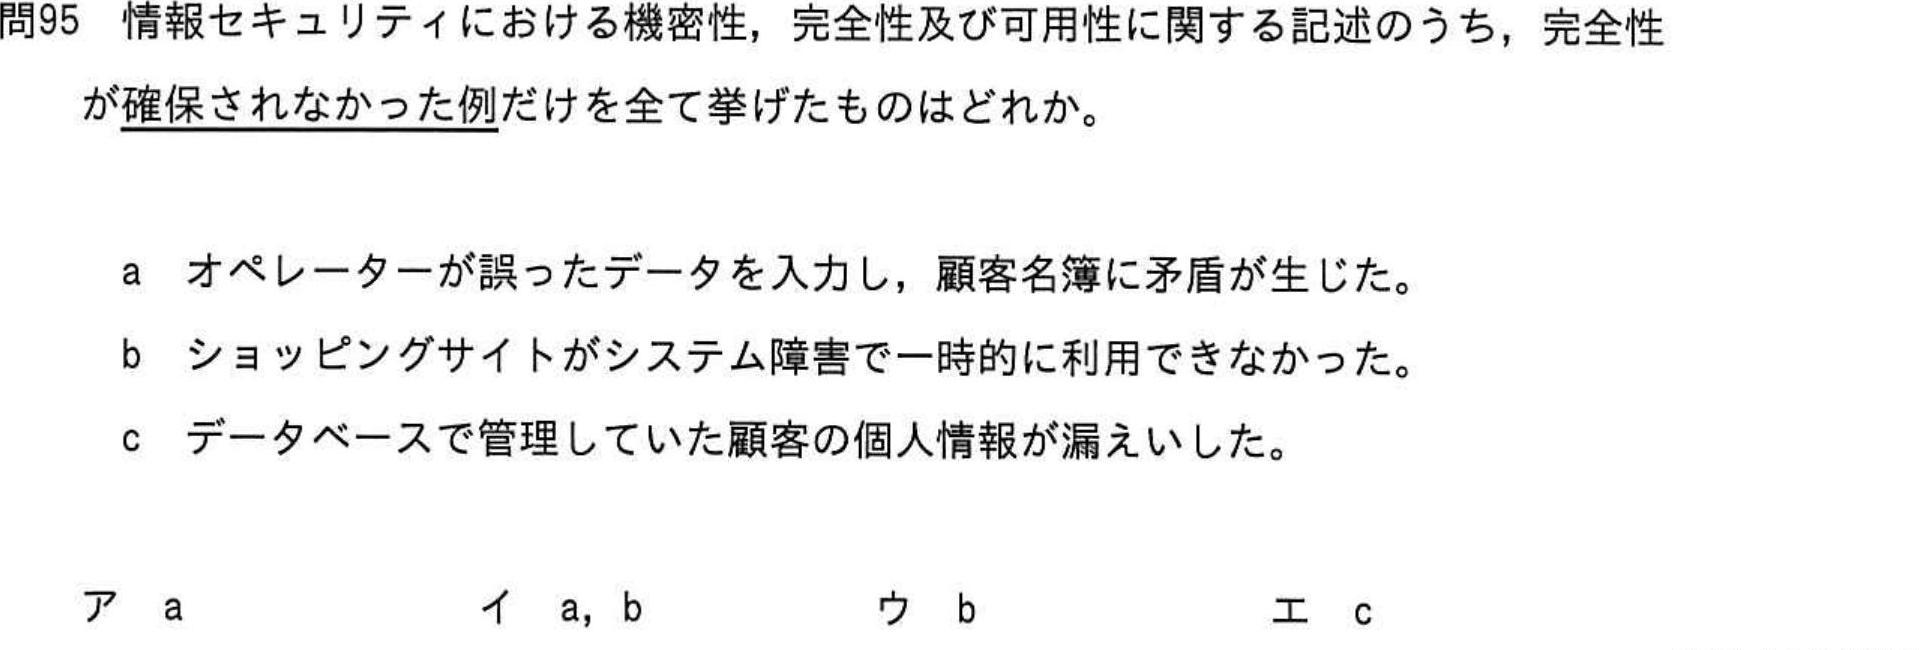 問95 情報セキュリティにおける機密性，完全性及び可用性に関する記述のうち，完全性
が確保されなかった例だけを全て挙げたものはどれか。
a オペレーターが誤ったデータを入力し，顧客名簿に矛盾が生じた。
b ショッピングサイトがシステム障害で一時的に利用できなかった。
c データベースで管理していた顧客の個人情報が漏えいした。
ア a イ a，b ウ b エ c